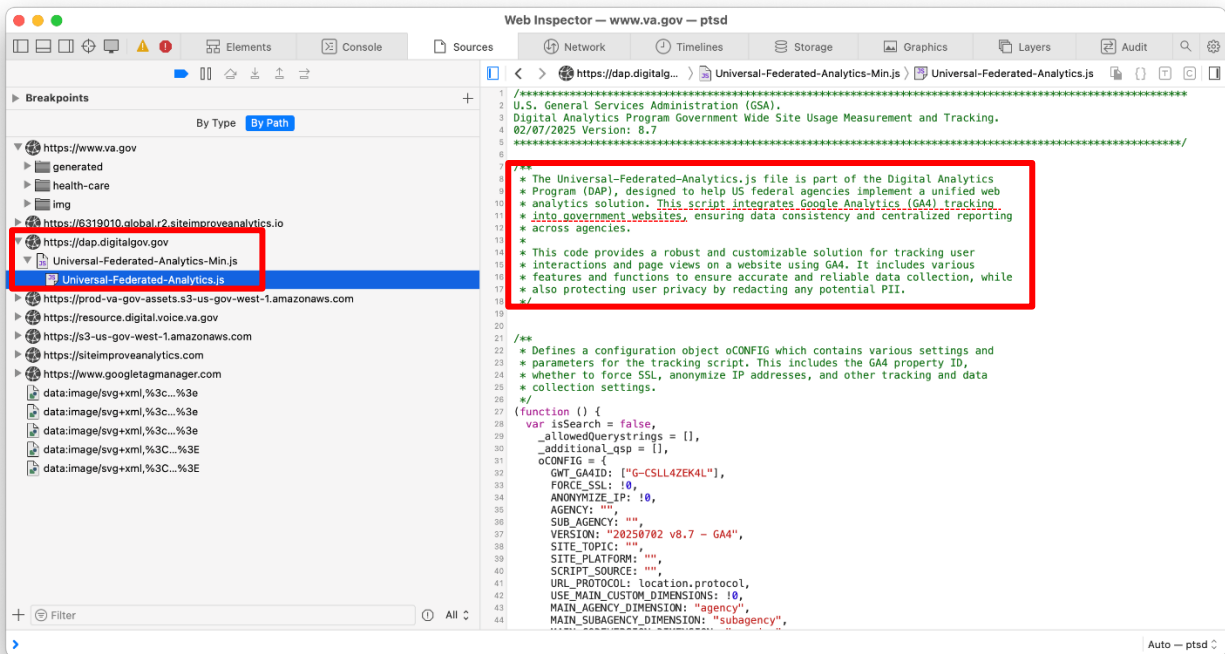 Web Inspector — www.va.gov — ptsd
Elements
Console
Sources
Network
Timelines
Storage
Graphics
Layers
Audit
https://dap.digitalg...
Universal-Federated-Analytics-Min.js
Universal-Federated-Analytics.js
Breakpoints
By Type
By Path
https://www.va.gov
generated
health-care
img
https://6319010.global.r2.siteimproveanalytics.io
https://dap.digitalgov.gov
Universal-Federated-Analytics-Min.js
Universal-Federated-Analytics.js
https://prod-va-gov-assets.s3-us-gov-west-1.amazonaws.com
https://resource.digital.voice.va.gov
https://s3-us-gov-west-1.amazonaws.com
https://siteimproveanalytics.com
https://www.googletagmanager.com
data:image/svg+xml,%3c...%3e
data:image/svg+xml,%3c...%3e
data:image/svg+xml,%3c...%3e
data:image/svg+xml,%3C...%3E
data:image/svg+xml,%3C...%3E
Filter
All
1 /**************************************************************************************************************
2 U.S. General Services Administration (GSA).
3 Digital Analytics Program Government Wide Site Usage Measurement and Tracking.
4 02/07/2025 Version: 8.7
5 **************************************************************************************************************/
6
7 /**
8 * The Universal-Federated-Analytics.js file is part of the Digital Analytics
9 * Program (DAP), designed to help US federal agencies implement a unified web
10 * analytics solution. This script integrates Google Analytics (GA4) tracking
11 * into government websites, ensuring data consistency and centralized reporting
12 * across agencies.
13 *
14 * This code provides a robust and customizable solution for tracking user
15 * interactions and page views on a website using GA4. It includes various
16 * features and functions to ensure accurate and reliable data collection, while
17 * also protecting user privacy by redacting any potential PII.
18 */
19
20
21 /**
22 * Defines a configuration object oCONFIG which contains various settings and
23 * parameters for the tracking script. This includes the GA4 property ID,
24 * whether to force SSL, anonymize IP addresses, and other tracking and data
25 * collection settings.
26 */
27 (function () {
28 var isSearch = false,
29 _allowedQuerystrings = [],
30 _additional_qsp = [],
31 oCONFIG = {
32 GWT_GA4ID: ["G-CSLL4ZEK4L"],
33 FORCE_SSL: !0,
34 ANONYMIZE_IP: !0,
35 AGENCY: "",
36 SUB_AGENCY: "",
37 VERSION: "20250702 v8.7 - GA4",
38 SITE_TOPIC: "",
39 SITE_PLATFORM: "",
40 SCRIPT_SOURCE: "",
41 URL_PROTOCOL: location.protocol,
42 USE_MAIN_CUSTOM_DIMENSIONS: !0,
43 MAIN_AGENCY_DIMENSION: "agency",
44 MAIN_SUBAGENCY_DIMENSION: "subagency",
Auto — ptsd